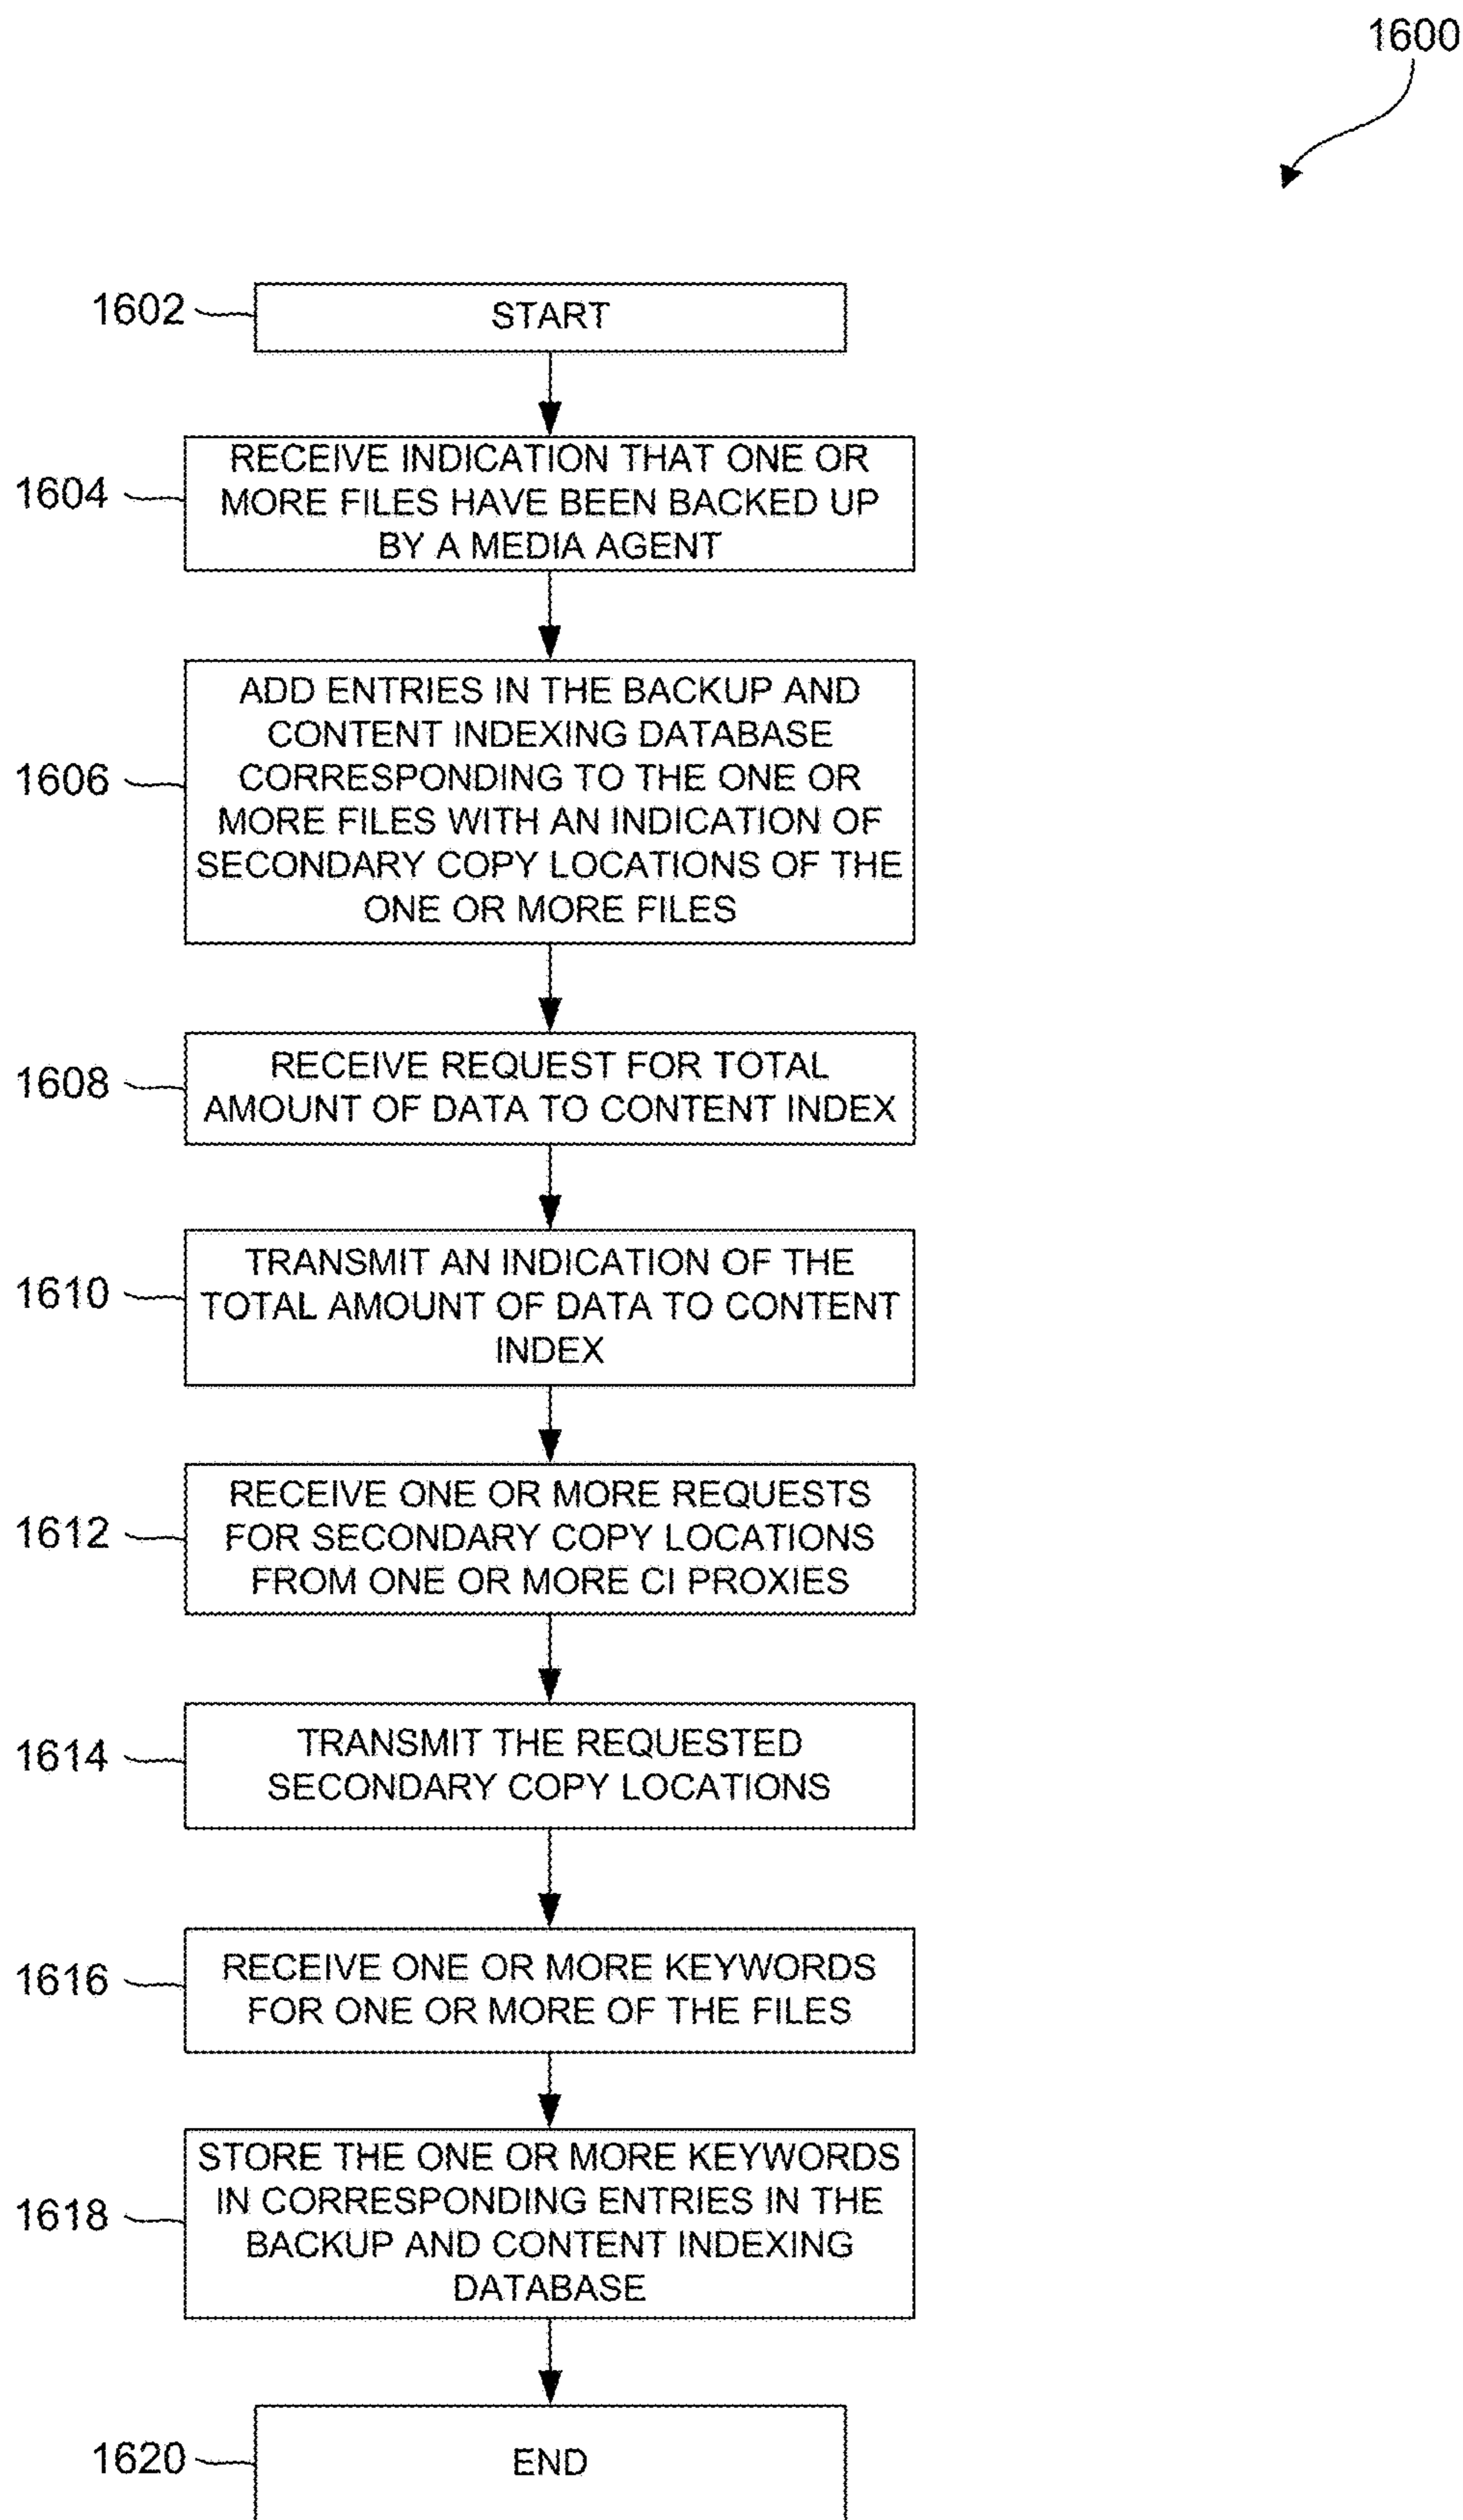 1600
1602
START
1604
RECEIVE INDICATION THAT ONE OR
MORE FILES HAVE BEEN BACKED UP
BY A MEDIA AGENT
1606
ADD ENTRIES IN THE BACKUP AND
CONTENT INDEXING DATABASE
CORRESPONDING TO THE ONE OR
MORE FILES WITH AN INDICATION OF
SECONDARY COPY LOCATIONS OF THE
ONE OR MORE FILES
1608
RECEIVE REQUEST FOR TOTAL
AMOUNT OF DATA TO CONTENT INDEX
1610
TRANSMIT AN INDICATION OF THE
TOTAL AMOUNT OF DATA TO CONTENT
INDEX
1612
RECEIVE ONE OR MORE REQUESTS
FOR SECONDARY COPY LOCATIONS
FROM ONE OR MORE CI PROXIES
1614
TRANSMIT THE REQUESTED
SECONDARY COPY LOCATIONS
1616
RECEIVE ONE OR MORE KEYWORDS
FOR ONE OR MORE OF THE FILES
1618
STORE THE ONE OR MORE KEYWORDS
IN CORRESPONDING ENTRIES IN THE
BACKUP AND CONTENT INDEXING
DATABASE
1620
END